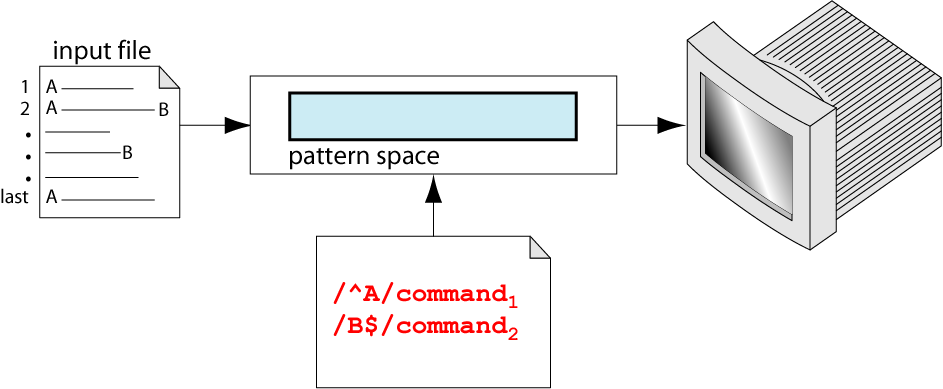 input file
1 A
2 A B
•
• B
•
last A
pattern space
/^A/command1
/B$/command2